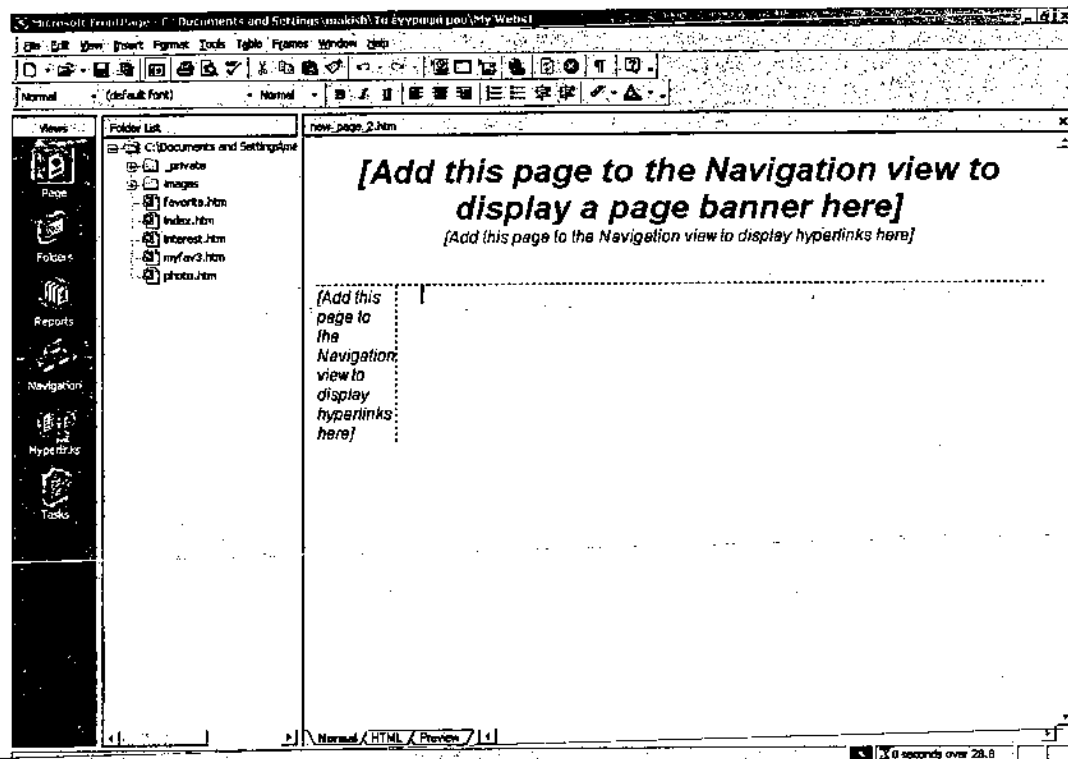 Microsoft FrontPage - C:\Documents and Settings\makish\Τα έγγραφά μου\My Webs1
File Edit View Insert Format Tools Table Frames Window Help
Normal (default font) Normal
Views
Folder List
new_page_2.htm
C:\Documents and Settings\me
_private
images
favorite.htm
index.htm
interest.htm
myfav3.htm
photo.htm
Page
Folders
Reports
Navigation
Hyperlinks
Tasks
[Add this page to the Navigation view to
display a page banner here]
[Add this page to the Navigation view to display hyperlinks here]
[Add this
page to
the
Navigation
view to
display
hyperlinks
here]
Normal HTML Preview
0 seconds over 28.8